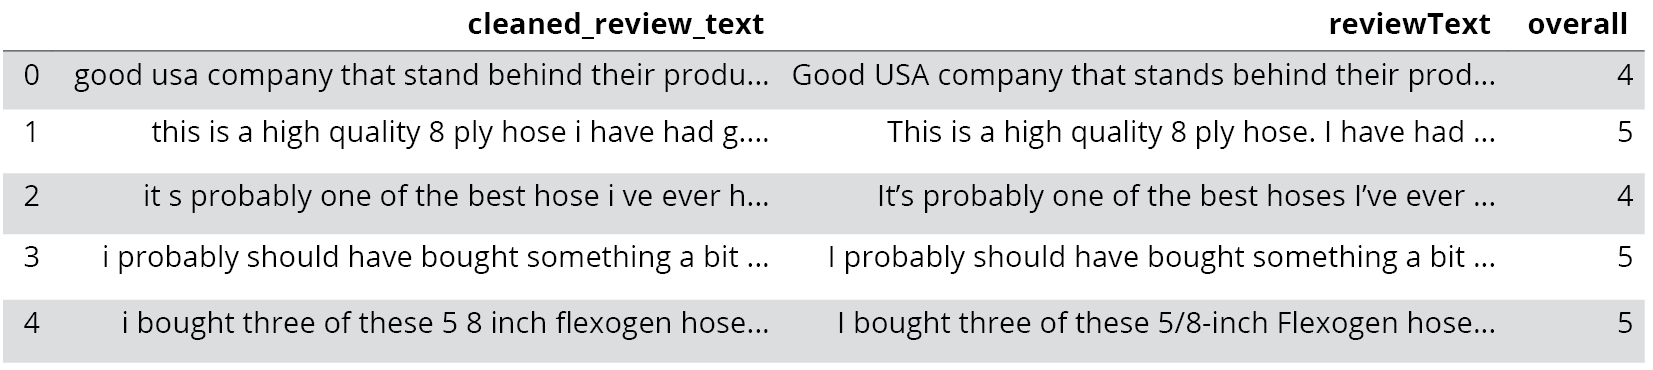 cleaned_review_text reviewText overall
0 good usa company that stand behind their produ... Good USA company that stands behind their prod... 4
1 this is a high quality 8 ply hose i have had g.... This is a high quality 8 ply hose. I have had ... 5
2 it s probably one of the best hose i ve ever h... It’s probably one of the best hoses I’ve ever ... 4
3 i probably should have bought something a bit ... I probably should have bought something a bit ... 5
4 i bought three of these 5 8 inch flexogen hose... I bought three of these 5/8-inch Flexogen hose... 5